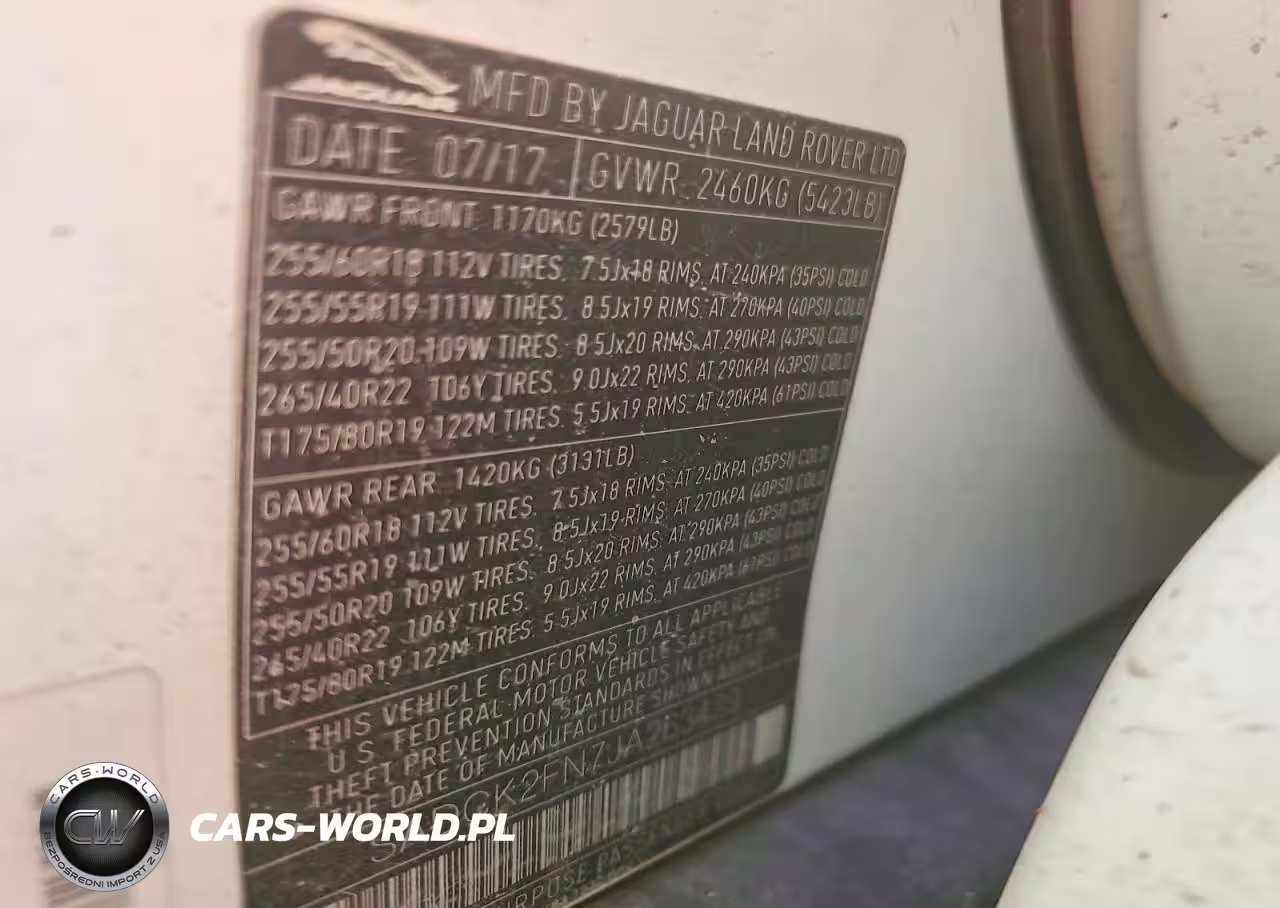 JAGUAR
MFD BY JAGUAR LAND ROVER LTD
DATE 07/17 GVWR 2460KG (5423LB)
GAWR FRONT 1170KG (2579LB)
255/60R18 112V TIRES, 7.5Jx18 RIMS, AT 240KPA (35PSI) COLD
255/55R19 111W TIRES, 8.5Jx19 RIMS, AT 270KPA (40PSI) COLD
255/50R20 109W TIRES, 8.5Jx20 RIMS, AT 290KPA (43PSI) COLD
265/40R22 106Y TIRES, 9.0Jx22 RIMS, AT 290KPA (43PSI) COLD
T175/80R19 122M TIRES, 5.5Jx19 RIMS, AT 420KPA (61PSI) COLD
GAWR REAR 1420KG (3131LB)
255/60R18 112V TIRES, 7.5Jx18 RIMS, AT 240KPA (35PSI) COLD
255/55R19 111W TIRES, 8.5Jx19 RIMS, AT 270KPA (40PSI) COLD
255/50R20 109W TIRES, 8.5Jx20 RIMS, AT 290KPA (43PSI) COLD
265/40R22 106Y TIRES, 9.0Jx22 RIMS, AT 290KPA (43PSI) COLD
T175/80R19 122M TIRES, 5.5Jx19 RIMS, AT 420KPA (61PSI) COLD
THIS VEHICLE CONFORMS TO ALL APPLICABLE
U.S. FEDERAL MOTOR VEHICLE SAFETY AND
THEFT PREVENTION STANDARDS IN EFFECT ON
THE DATE OF MANUFACTURE SHOWN ABOVE
PURPOSE
CARS-WORLD
CW
BEZPOŚREDNI IMPORT Z USA
CARS-WORLD.PL